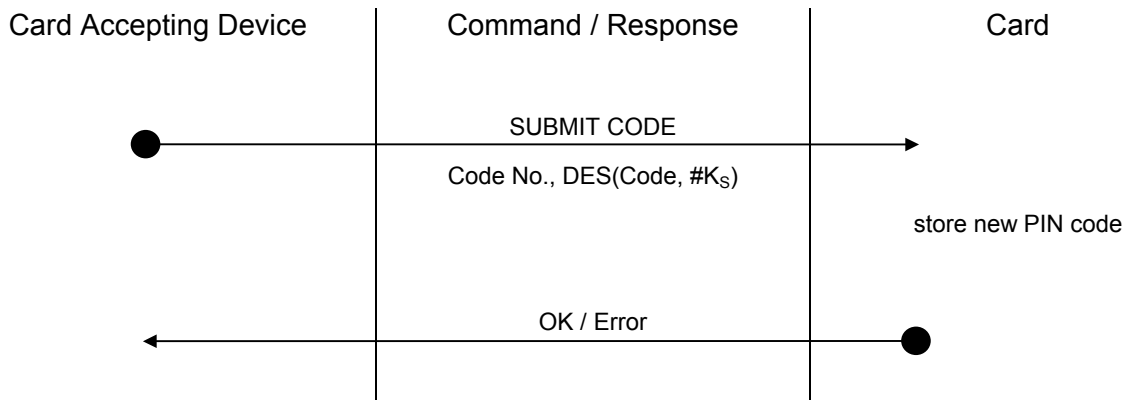 Card Accepting Device Command / Response Card
SUBMIT CODE
Code No., DES(Code, #Kₛ)
store new PIN code
OK / Error